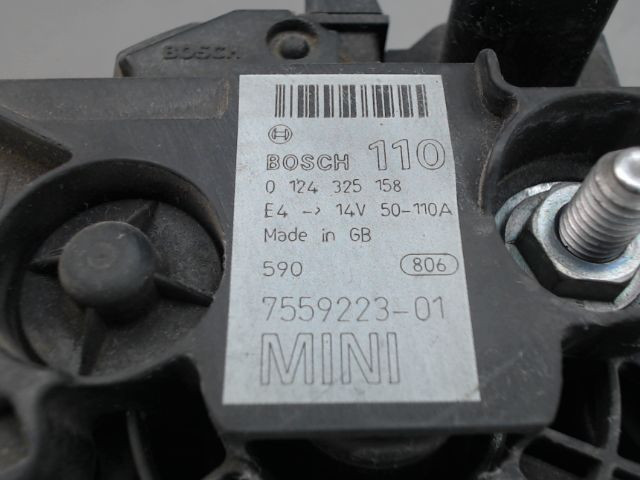 BOSCH
BOSCH 110
0 124 325 158
E4 -> 14V 50-110A
Made in GB
590 806
7559223-01
MINI